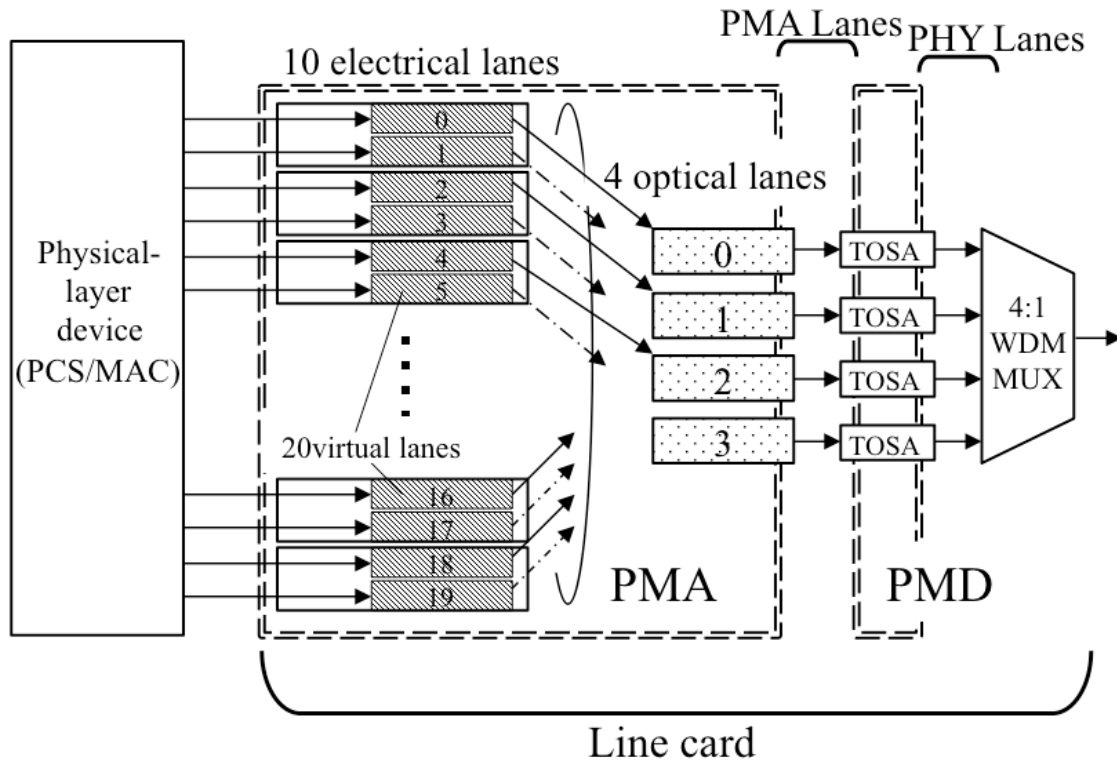 PMA Lanes
PHY Lanes
10 electrical lanes
0
1
2
3
4
5
4 optical lanes
Physical-
layer
device
(PCS/MAC)
0
1
2
3
TOSA
TOSA
TOSA
TOSA
4:1
WDM
MUX
20virtual lanes
16
17
18
19
PMA
PMD
Line card